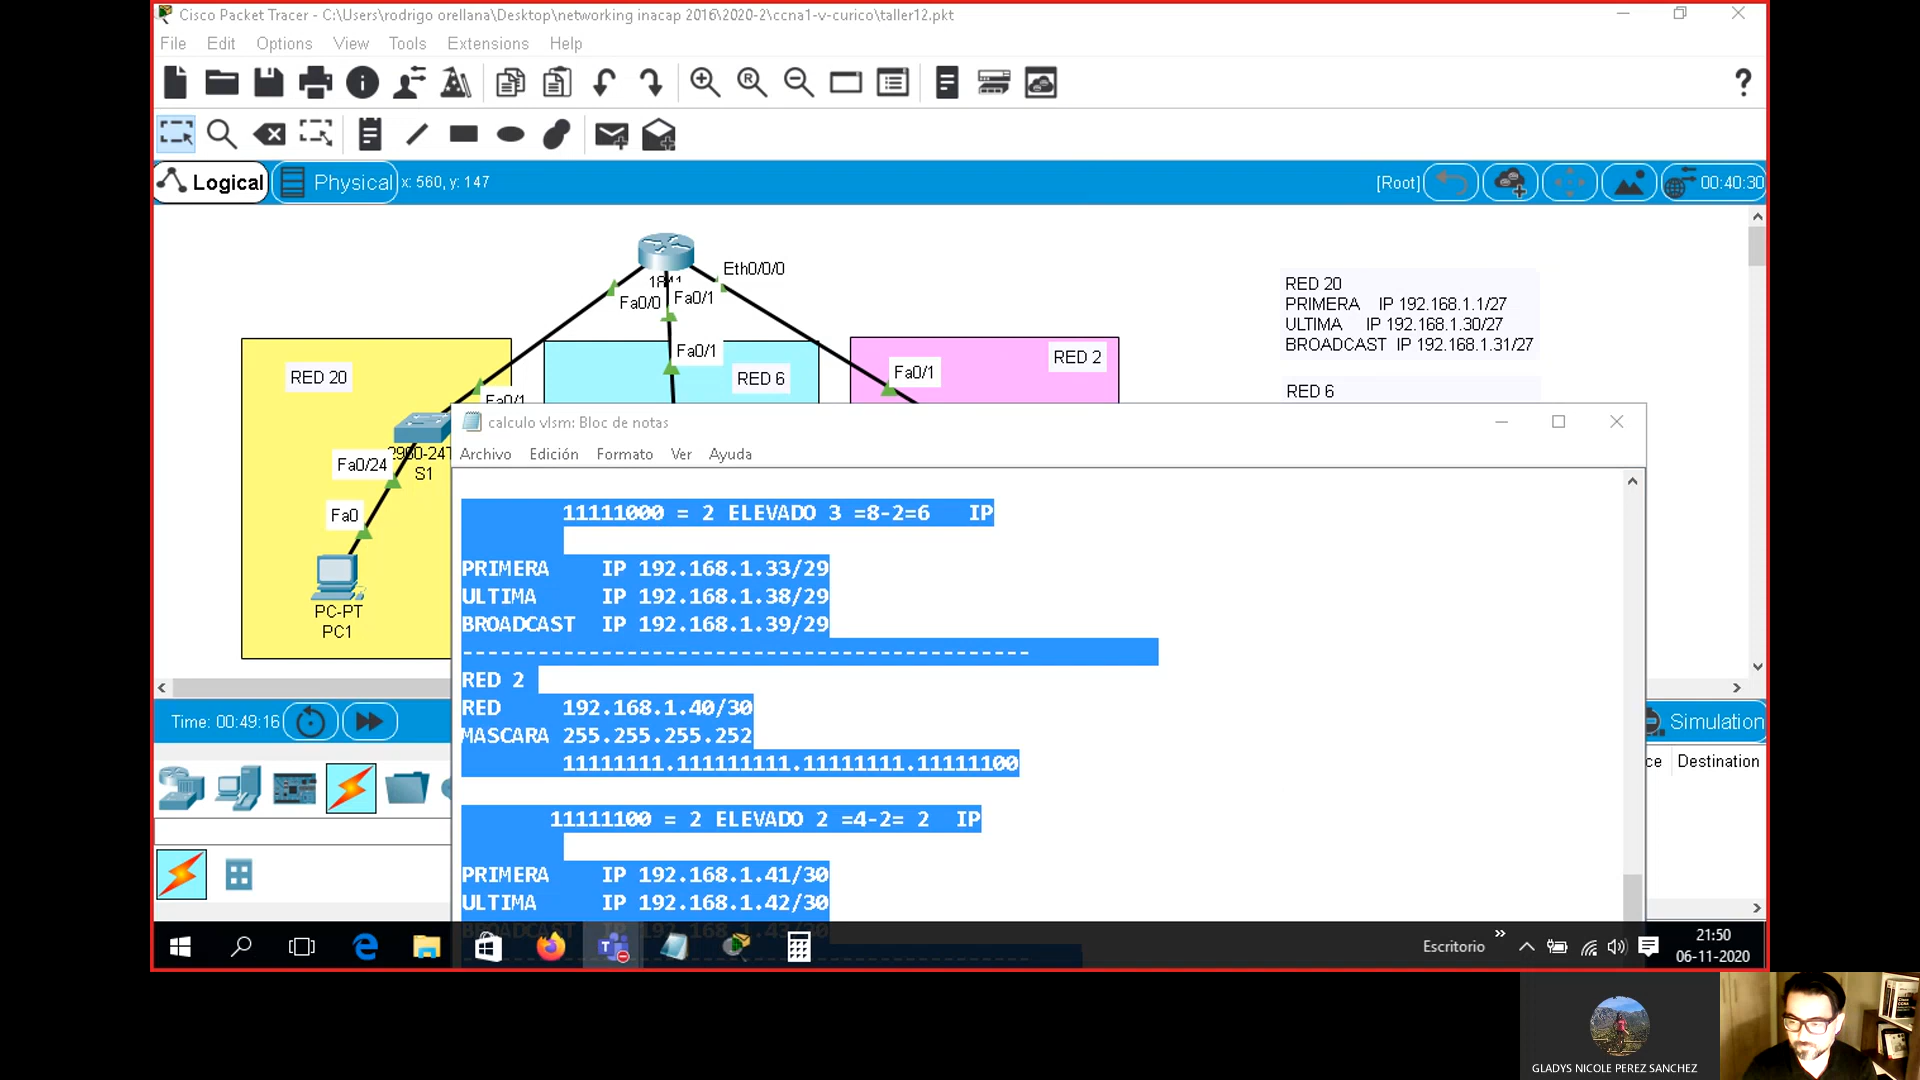 Cisco Packet Tracer - C:\Users\rodrigo orellana\Desktop\networking inacap 2016\2020-2\ccna1-v-curico\taller12.pkt
File Edit Options View Tools Extensions Help
Logical Physical x: 560, y: 147 [Root] 00:40:30
Eth0/0/0
Fa0/0 Fa0/1
RED 20
PRIMERA IP 192.168.1.1/27
ULTIMA IP 192.168.1.30/27
BROADCAST IP 192.168.1.31/27
RED 6
RED 20
Fa0/1
RED 6
Fa0/1
RED 2
Fa0/1
Fa0/24
S1
Fa0
PC-PT
PC1
calculo vlsm: Bloc de notas
Archivo Edición Formato Ver Ayuda
11111000 = 2 ELEVADO 3 =8-2=6 IP
PRIMERA IP 192.168.1.33/29
ULTIMA IP 192.168.1.38/29
BROADCAST IP 192.168.1.39/29
---------------------------------------------
RED 2
RED 192.168.1.40/30
MASCARA 255.255.255.252
11111111.111111111.11111111.11111100
11111100 = 2 ELEVADO 2 =4-2= 2 IP
PRIMERA IP 192.168.1.41/30
ULTIMA IP 192.168.1.42/30
Time: 00:49:16
Simulation
ce Destination
Escritorio
21:50
06-11-2020
GLADYS NICOLE PEREZ SANCHEZ